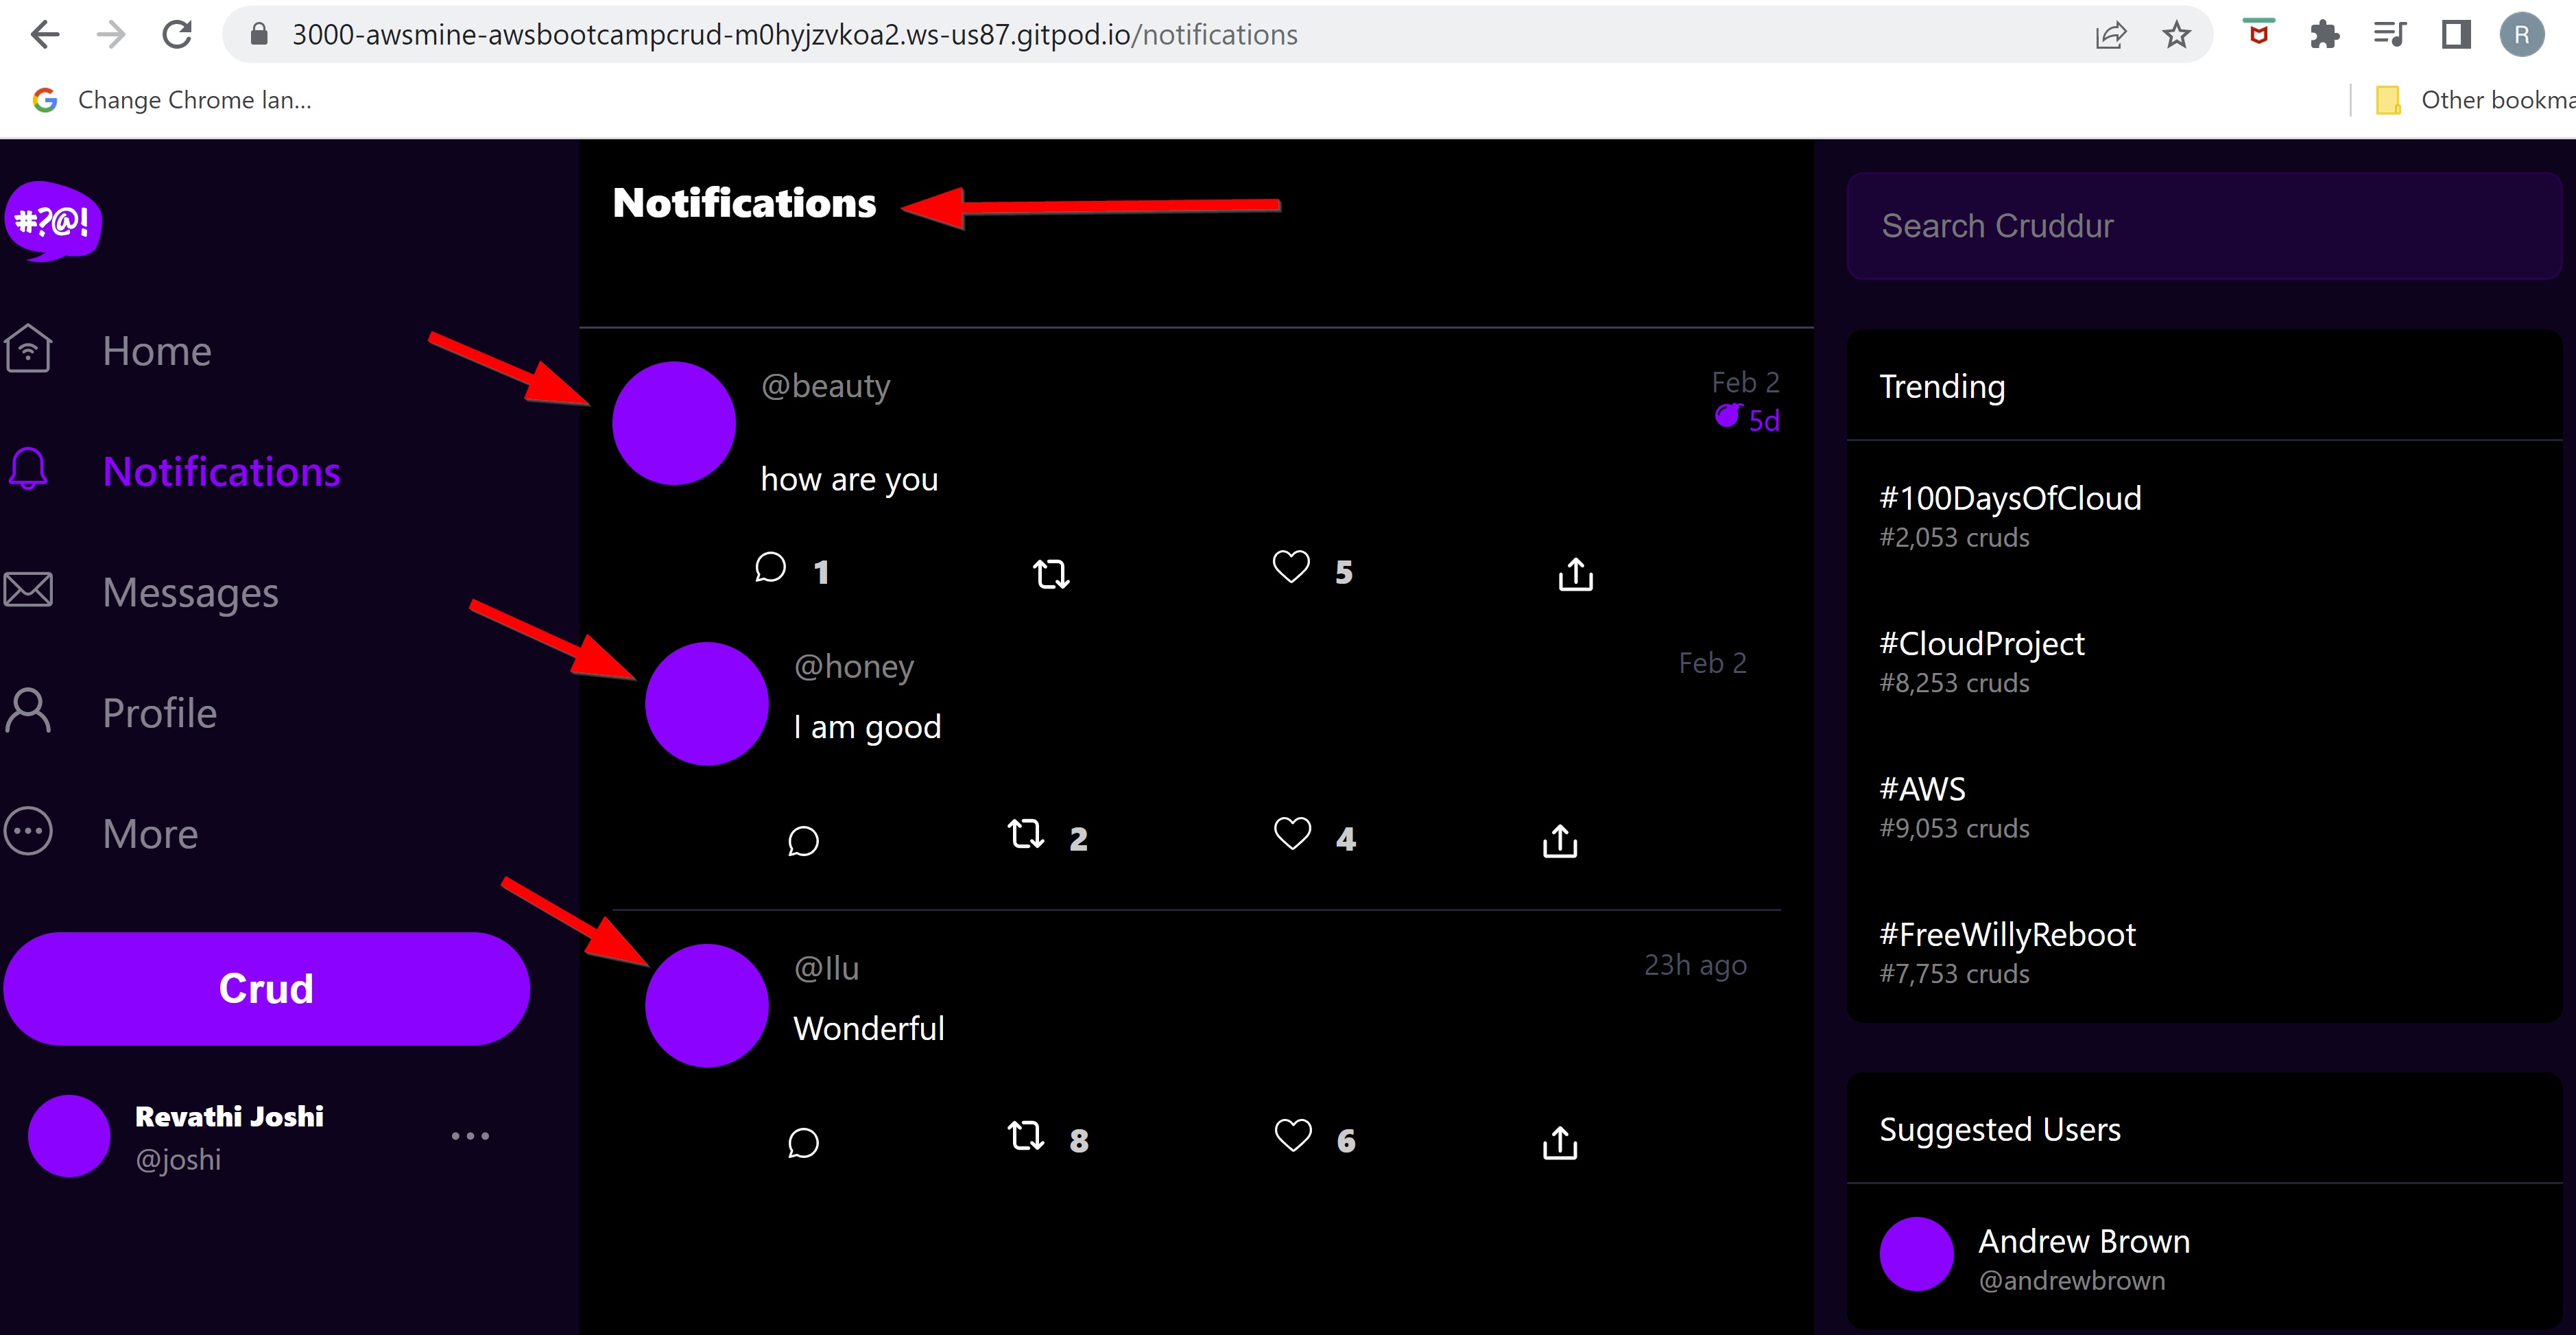 3000-awsmine-awsbootcampcrud-m0hyjzvkoa2.ws-us87.gitpod.io/notifications
R
Change Chrome lan...
Other bookma
#?@!
Home
Notifications
Messages
Profile
More
Crud
Revathi Joshi
@joshi
Notifications
@beauty
Feb 2
5d
how are you
1
5
@honey
Feb 2
I am good
2
4
@Ilu
23h ago
Wonderful
8
6
Search Cruddur
Trending
#100DaysOfCloud
#2,053 cruds
#CloudProject
#8,253 cruds
#AWS
#9,053 cruds
#FreeWillyReboot
#7,753 cruds
Suggested Users
Andrew Brown
@andrewbrown